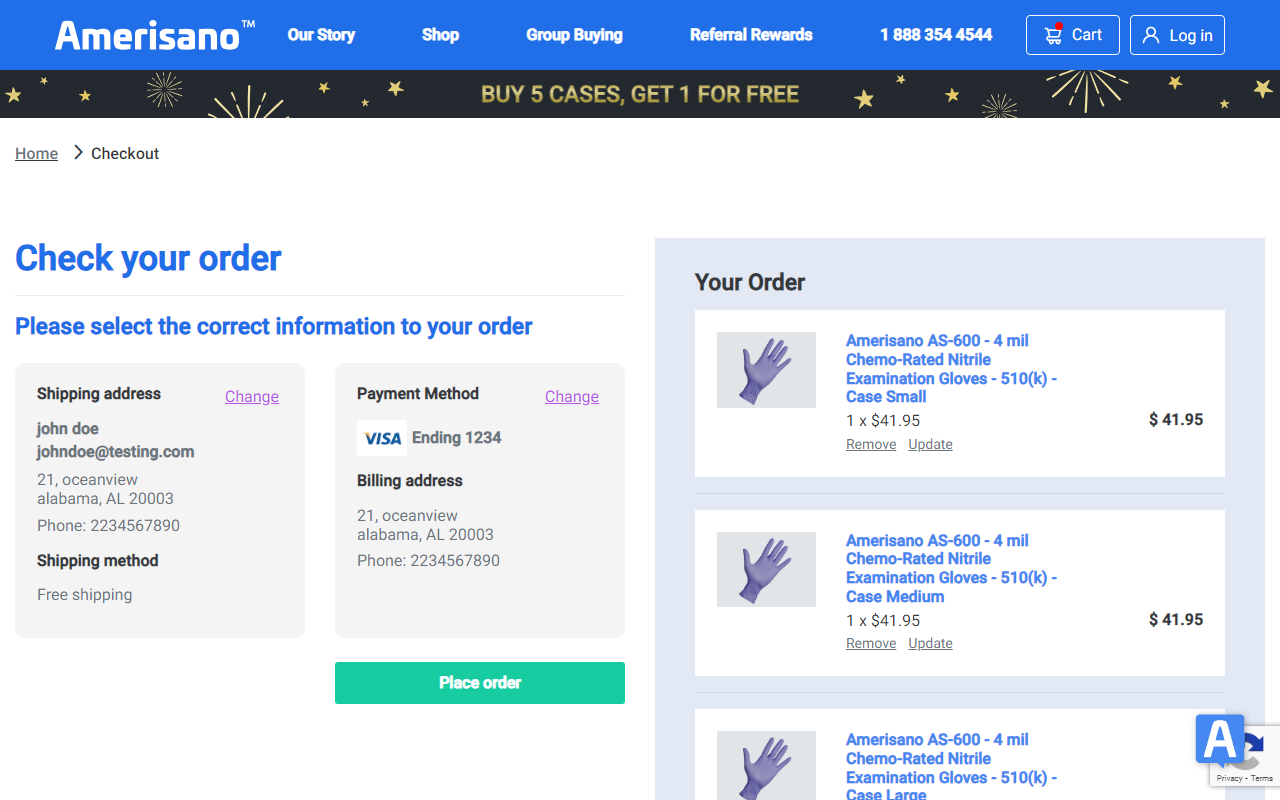 Amerisano™
Our Story
Shop
Group Buying
Referral Rewards
1 888 354 4544
Cart
Log in
BUY 5 CASES, GET 1 FOR FREE
Home
Checkout
Check your order
Please select the correct information to your order
Shipping address
Change
john doe
johndoe@testing.com
21, oceanview
alabama, AL 20003
Phone: 2234567890
Shipping method
Free shipping
Payment Method
Change
VISA
Ending 1234
Billing address
21, oceanview
alabama, AL 20003
Phone: 2234567890
Place order
Your Order
Amerisano AS-600 - 4 mil
Chemo-Rated Nitrile
Examination Gloves - 510(k) -
Case Small
1 x $41.95
$ 41.95
Remove
Update
Amerisano AS-600 - 4 mil
Chemo-Rated Nitrile
Examination Gloves - 510(k) -
Case Medium
1 x $41.95
$ 41.95
Remove
Update
Amerisano AS-600 - 4 mil
Chemo-Rated Nitrile
Examination Gloves - 510(k) -
Case Large
A
Privacy - Terms